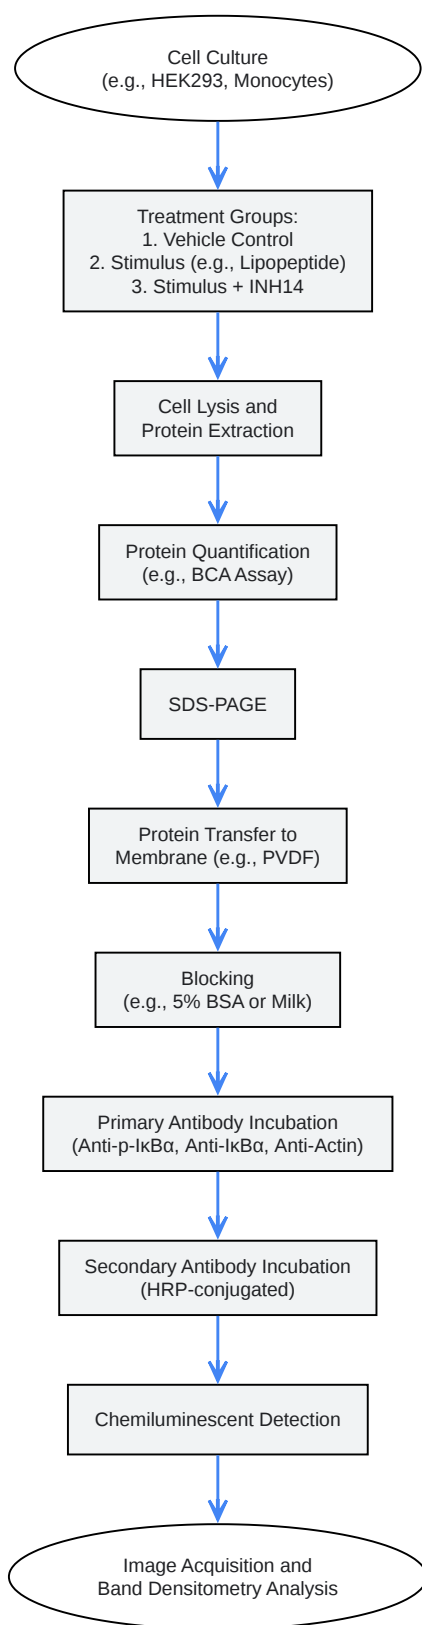 Cell Culture
(e.g., HEK293, Monocytes)
Treatment Groups:
1. Vehicle Control
2. Stimulus (e.g., Lipopeptide)
3. Stimulus + INH14
Cell Lysis and
Protein Extraction
Protein Quantification
(e.g., BCA Assay)
SDS-PAGE
Protein Transfer to
Membrane (e.g., PVDF)
Blocking
(e.g., 5% BSA or Milk)
Primary Antibody Incubation
(Anti-p-IκBα, Anti-IκBα, Anti-Actin)
Secondary Antibody Incubation
(HRP-conjugated)
Chemiluminescent Detection
Image Acquisition and
Band Densitometry Analysis